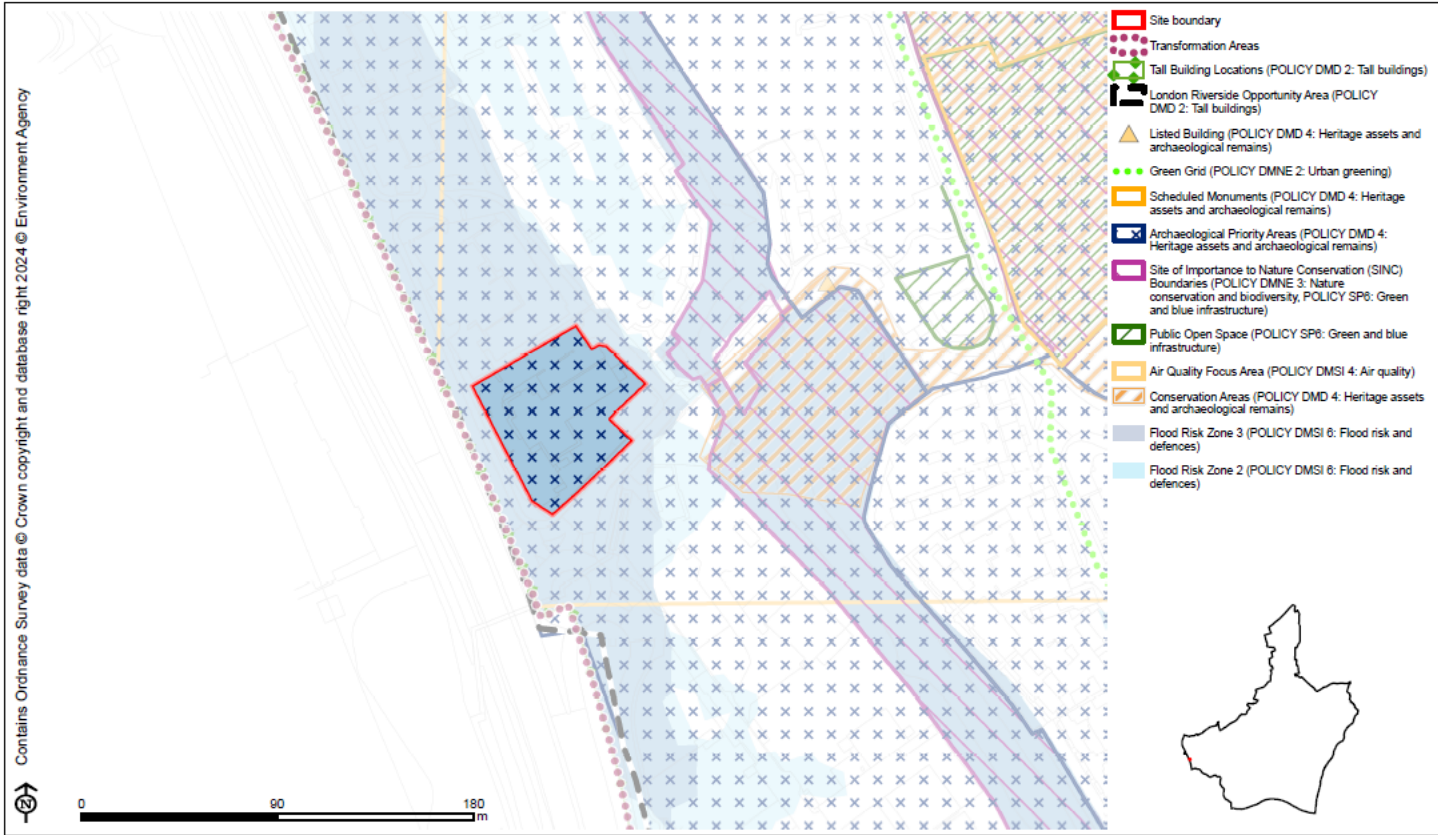 Contains Ordnance Survey data © Crown copyright and database right 2024 © Environment Agency
Site boundary
Transformation Areas
Tall Building Locations (POLICY DMD 2: Tall buildings)
London Riverside Opportunity Area (POLICY
DMD 2: Tall buildings)
Listed Building (POLICY DMD 4: Heritage assets and
archaeological remains)
Green Grid (POLICY DMNE 2: Urban greening)
Scheduled Monuments (POLICY DMD 4: Heritage
assets and archaeological remains)
Archaeological Priority Areas (POLICY DMD 4:
Heritage assets and archaeological remains)
Site of Importance to Nature Conservation (SINC)
Boundaries (POLICY DMNE 3: Nature
conservation and biodiversity, POLICY SP6: Green
and blue infrastructure)
Public Open Space (POLICY SP6: Green and blue
infrastructure)
Air Quality Focus Area (POLICY DMSI 4: Air quality)
Conservation Areas (POLICY DMD 4: Heritage assets
and archaeological remains)
Flood Risk Zone 3 (POLICY DMSI 6: Flood risk and
defences)
Flood Risk Zone 2 (POLICY DMSI 6: Flood risk and
defences)
N
0 90 180
m